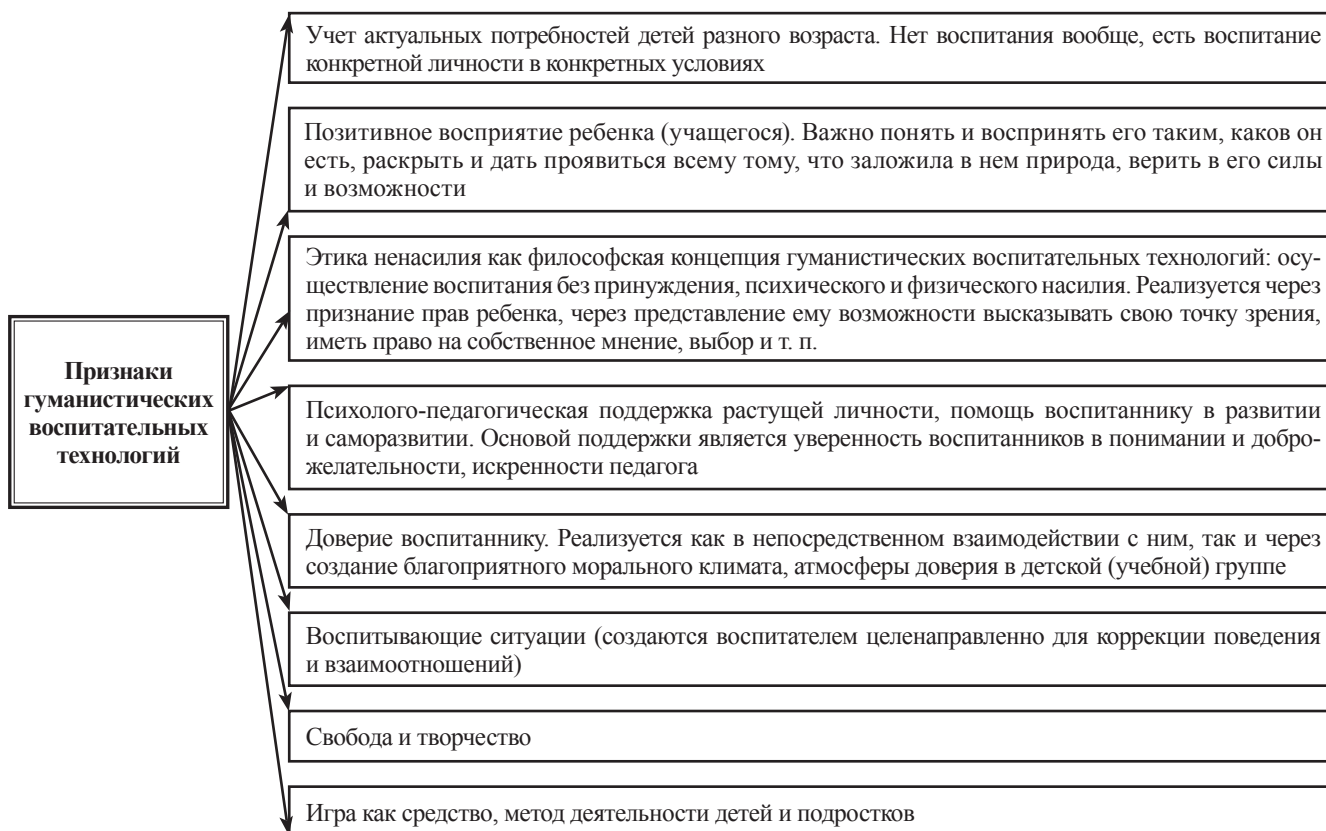 Учет актуальных потребностей детей разного возраста. Нет воспитания вообще, есть воспитание
конкретной личности в конкретных условиях
Позитивное восприятие ребенка (учащегося). Важно понять и воспринять его таким, каков он
есть, раскрыть и дать проявиться всему тому, что заложила в нем природа, верить в его силы
и возможности
Этика ненасилия как философская концепция гуманистических воспитательных технологий: осу-
ществление воспитания без принуждения, психического и физического насилия. Реализуется через
признание прав ребенка, через представление ему возможности высказывать свою точку зрения,
иметь право на собственное мнение, выбор и т. п.
Признаки
гуманистических
воспитательных
технологий
Психолого-педагогическая поддержка растущей личности, помощь воспитаннику в развитии
и саморазвитии. Основой поддержки является уверенность воспитанников в понимании и добро-
желательности, искренности педагога
Доверие воспитаннику. Реализуется как в непосредственном взаимодействии с ним, так и через
создание благоприятного морального климата, атмосферы доверия в детской (учебной) группе
Воспитывающие ситуации (создаются воспитателем целенаправленно для коррекции поведения
и взаимоотношений)
Свобода и творчество
Игра как средство, метод деятельности детей и подростков